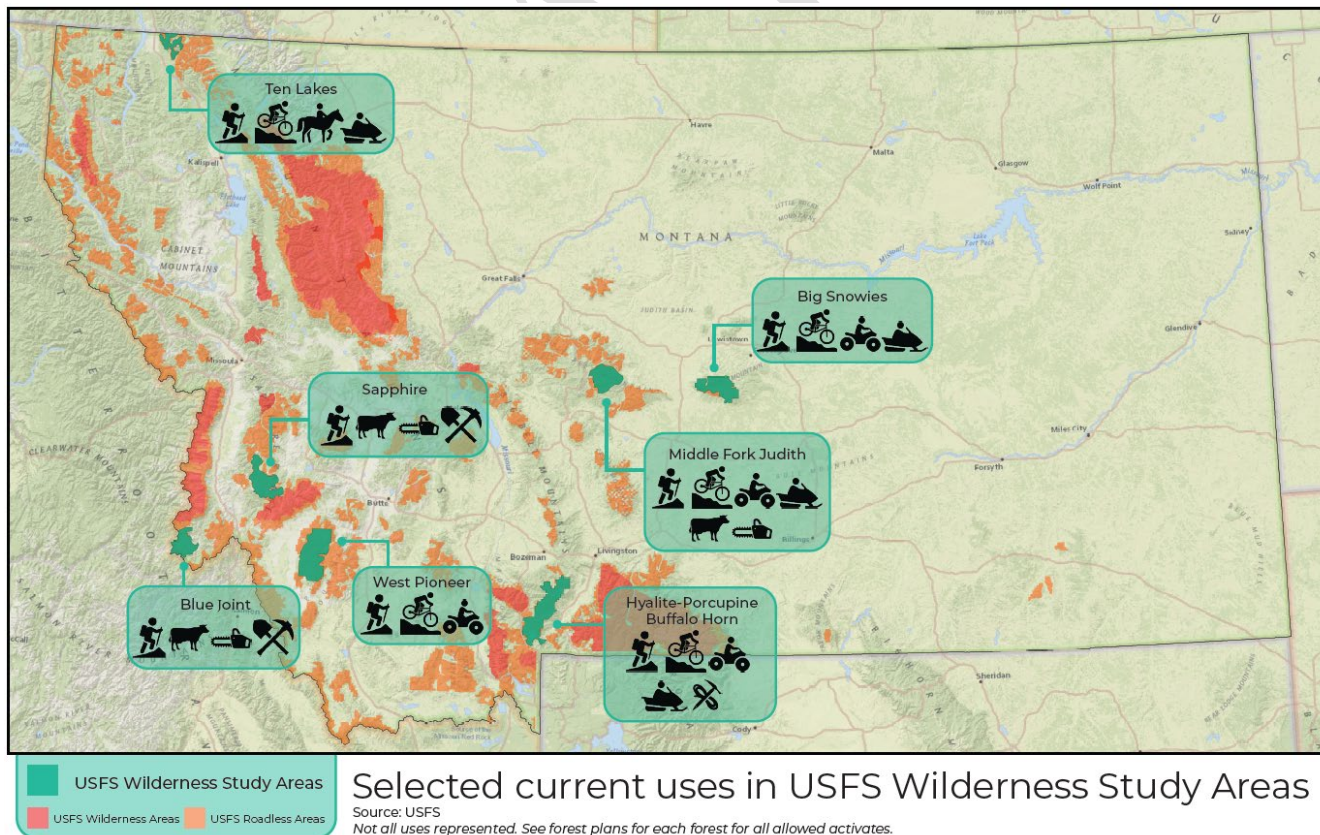 Ten Lakes
Havre
Malta
Glasgow
Wolf Point
Kalispell
Sidney
CABINET
MOUNTAINS
MONTANA
Great Falls
JUDITH BASIN
Big Snowies
Glendive
Missoula
Sapphire
Middle Fork Judith
Miles City
Forsyth
Butte
Billings
Bozeman
Livingston
West Pioneer
Blue Joint
Hyalite-Porcupine
Buffalo Horn
Sheridan
Cody
USFS Wilderness Study Areas
USFS Wilderness Areas
USFS Roadless Areas
Selected current uses in USFS Wilderness Study Areas
Source: USFS
Not all uses represented. See forest plans for each forest for all allowed activates.